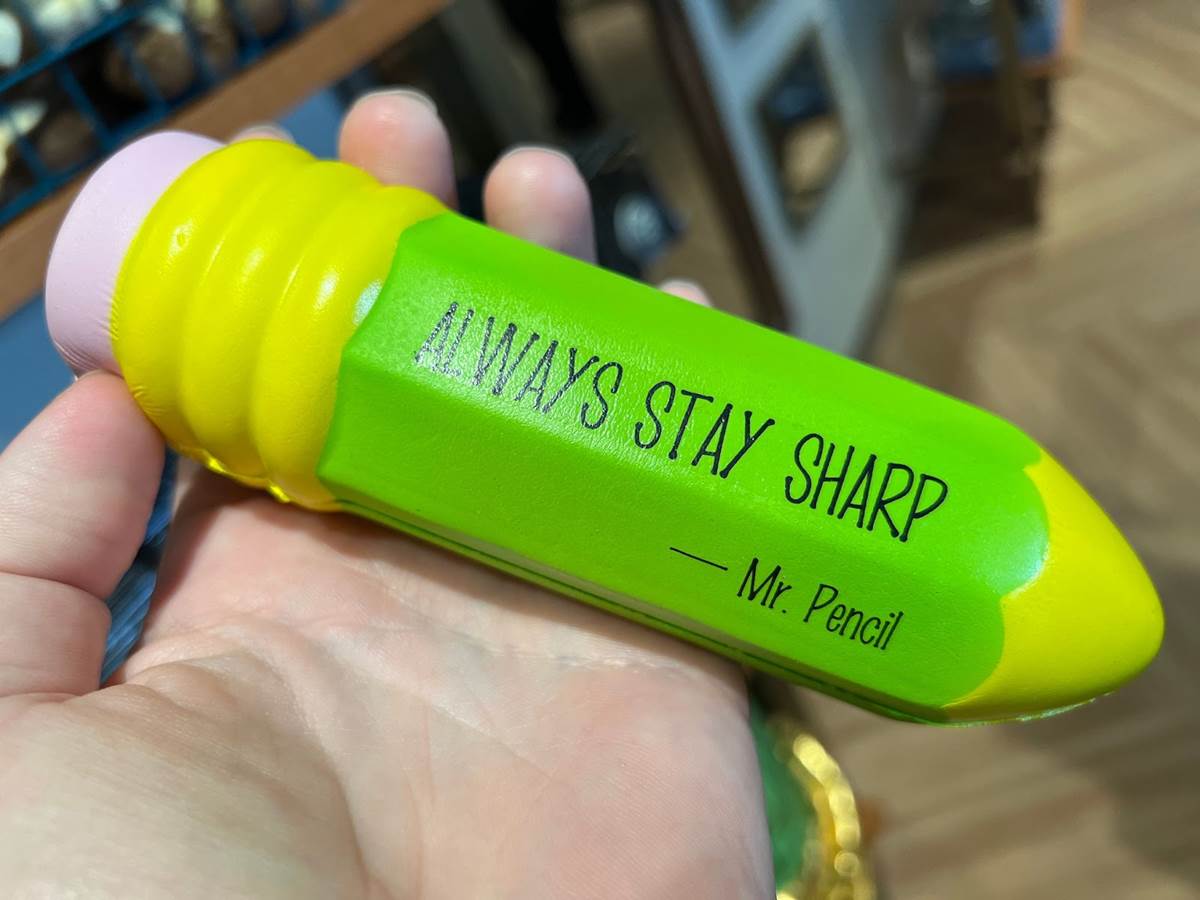 ALWAYS STAY SHARP
— Mr. Pencil